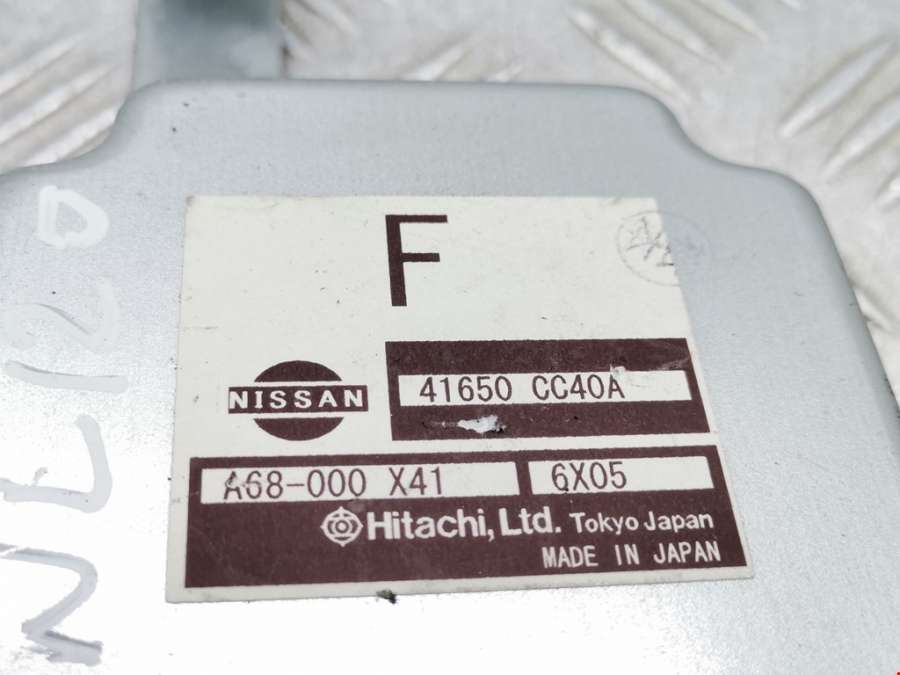 F
NISSAN
41650 CC40A
A68-000 X41
6X05
Hitachi, Ltd. Tokyo Japan
MADE IN JAPAN